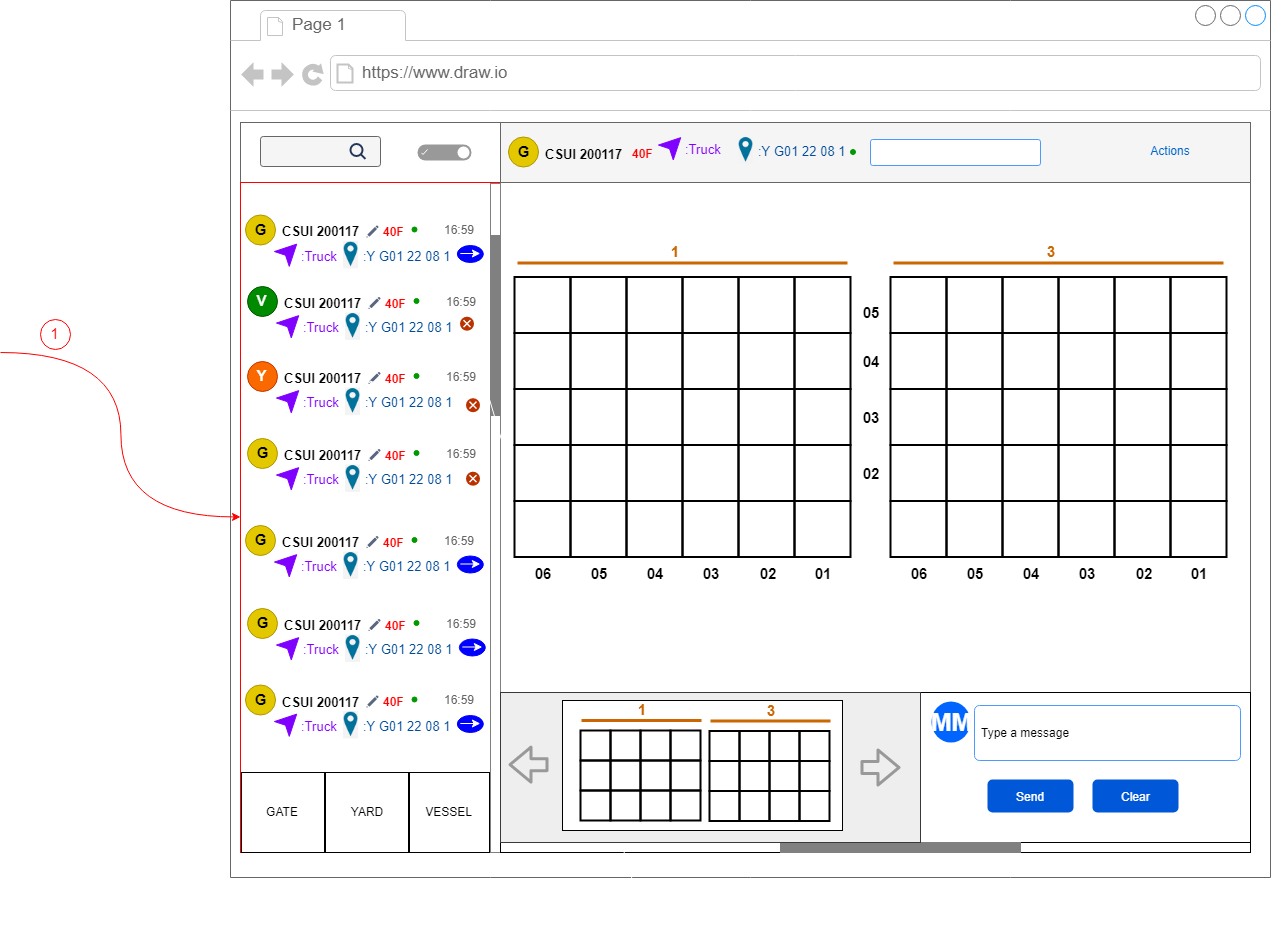 Page 1
https://www.draw.io
G CSUI 200117 40F :Truck :Y G01 22 08 1 Actions
G CSUI 200117 40F 16:59
:Truck :Y G01 22 08 1
V CSUI 200117 40F 16:59
:Truck :Y G01 22 08 1
Y CSUI 200117 40F 16:59
:Truck :Y G01 22 08 1
G CSUI 200117 40F 16:59
:Truck :Y G01 22 08 1
G CSUI 200117 40F 16:59
:Truck :Y G01 22 08 1
G CSUI 200117 40F 16:59
:Truck :Y G01 22 08 1
G CSUI 200117 40F 16:59
:Truck :Y G01 22 08 1
GATE YARD VESSEL
1
1 3
05
04
03
02
06 05 04 03 02 01 06 05 04 03 02 01
1 3
MM Type a message
Send Clear